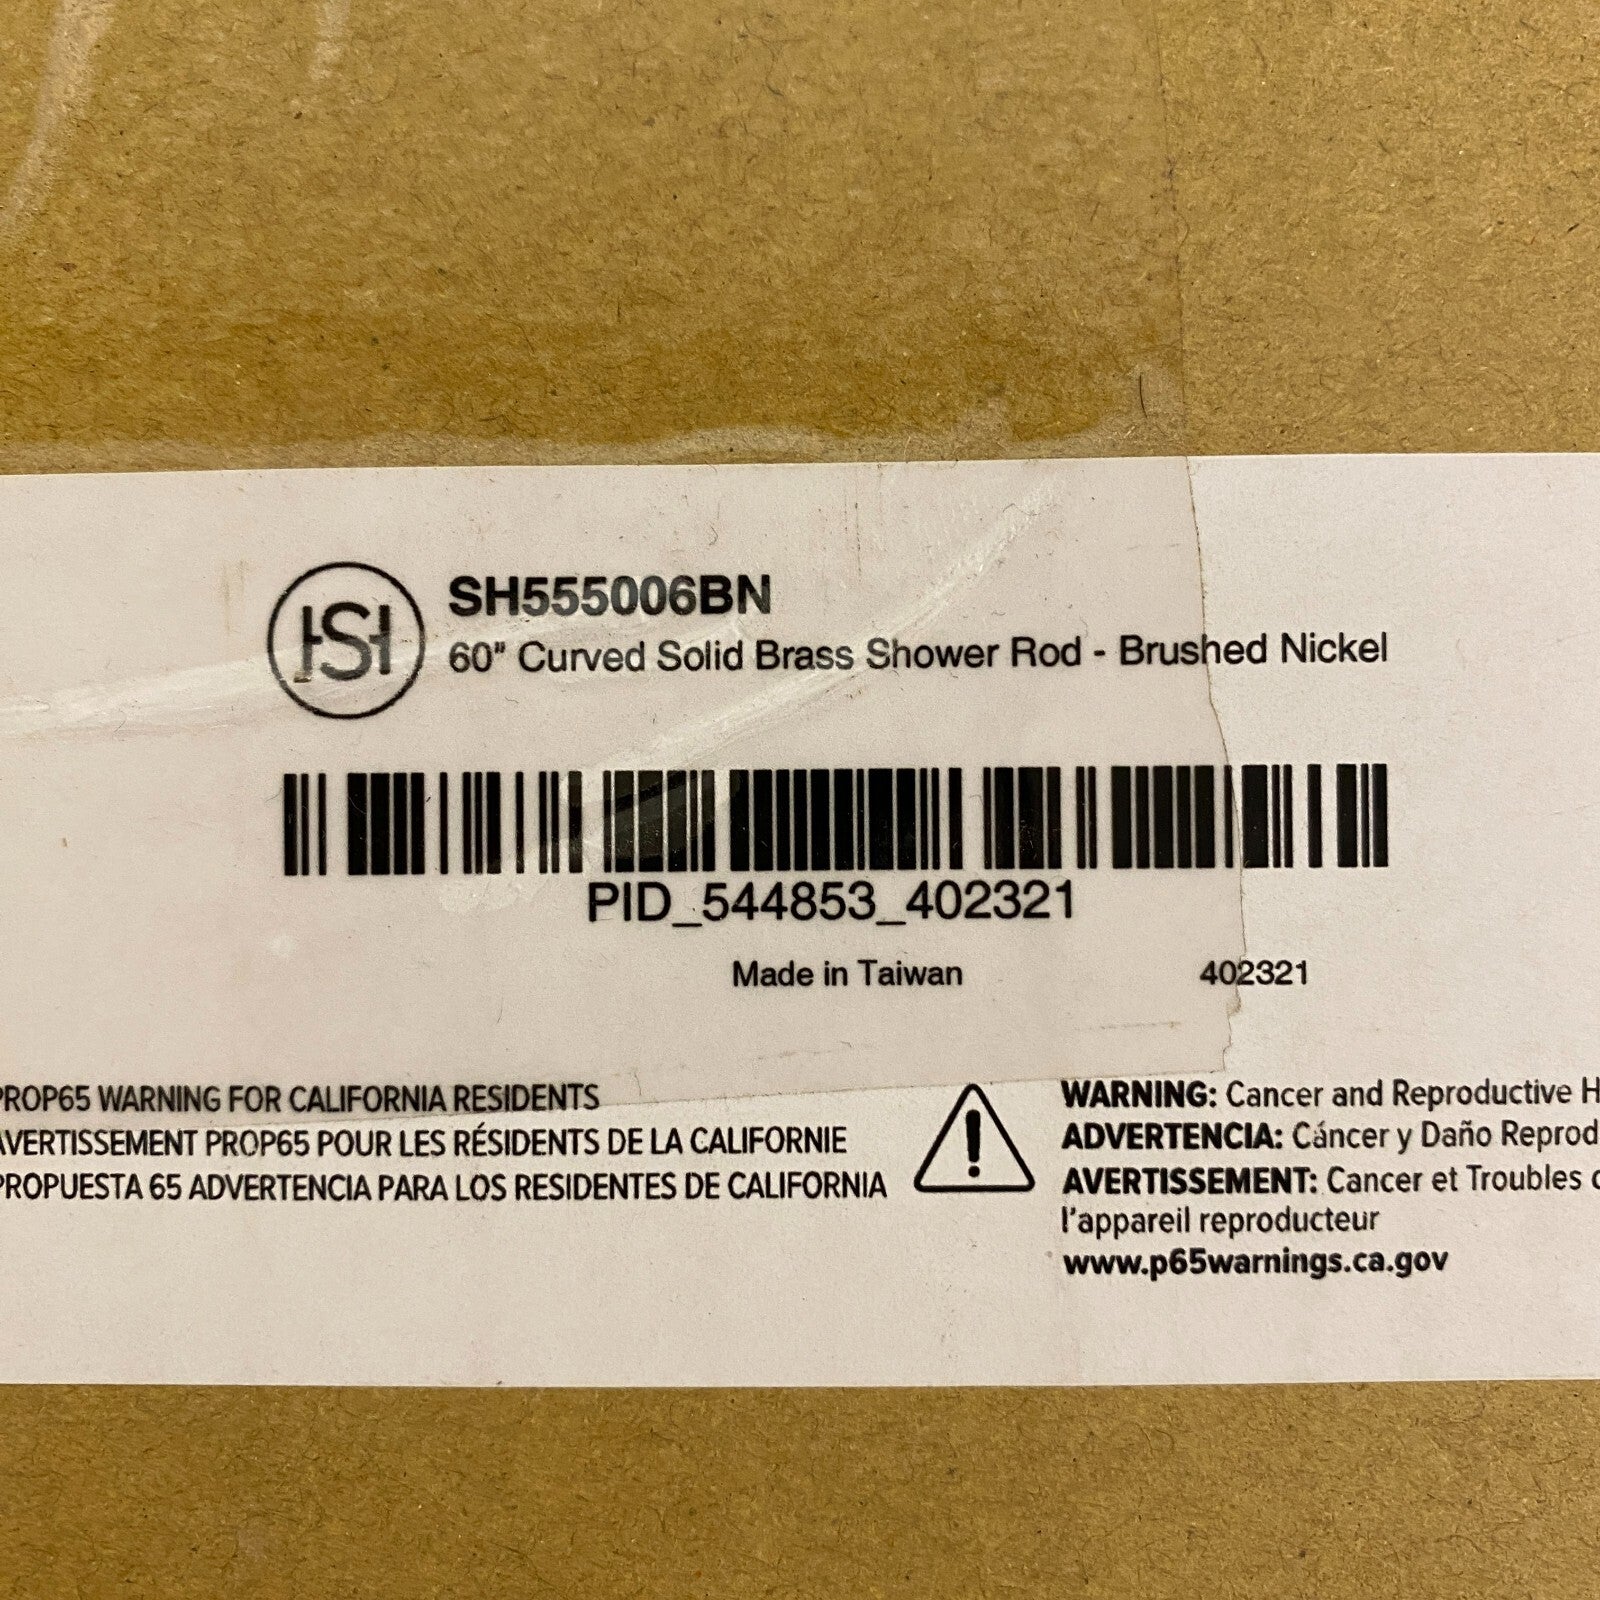 SH555006BN
60" Curved Solid Brass Shower Rod - Brushed Nickel
PID_544853_402321
Made in Taiwan 402321
PROP65 WARNING FOR CALIFORNIA RESIDENTS
AVERTISSEMENT PROP65 POUR LES RÉSIDENTS DE LA CALIFORNIE
PROPUESTA 65 ADVERTENCIA PARA LOS RESIDENTES DE CALIFORNIA
WARNING: Cancer and Reproductive
ADVERTENCIA: Cáncer y Daño Reprod
AVERTISSEMENT: Cancer et Troubles
l'appareil reproducteur
www.p65warnings.ca.gov